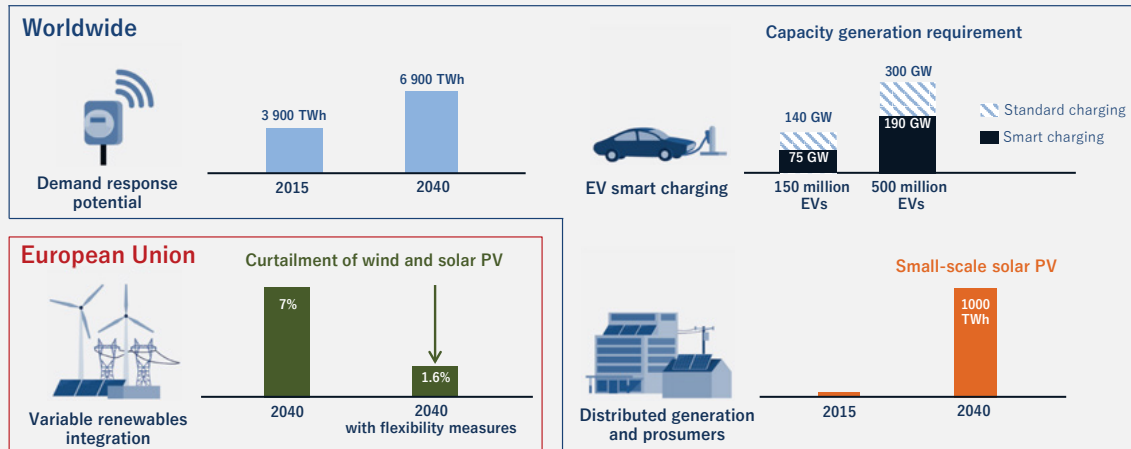 Worldwide
3 900 TWh
6 900 TWh
2015
2040
Demand response
potential
Capacity generation requirement
140 GW
75 GW
300 GW
190 GW
Standard charging
Smart charging
EV smart charging
150 million
EVs
500 million
EVs
European Union
Curtailment of wind and solar PV
7%
1.6%
2040
2040
with flexibility measures
Variable renewables
integration
Small-scale solar PV
1000
TWh
2015
2040
Distributed generation
and prosumers